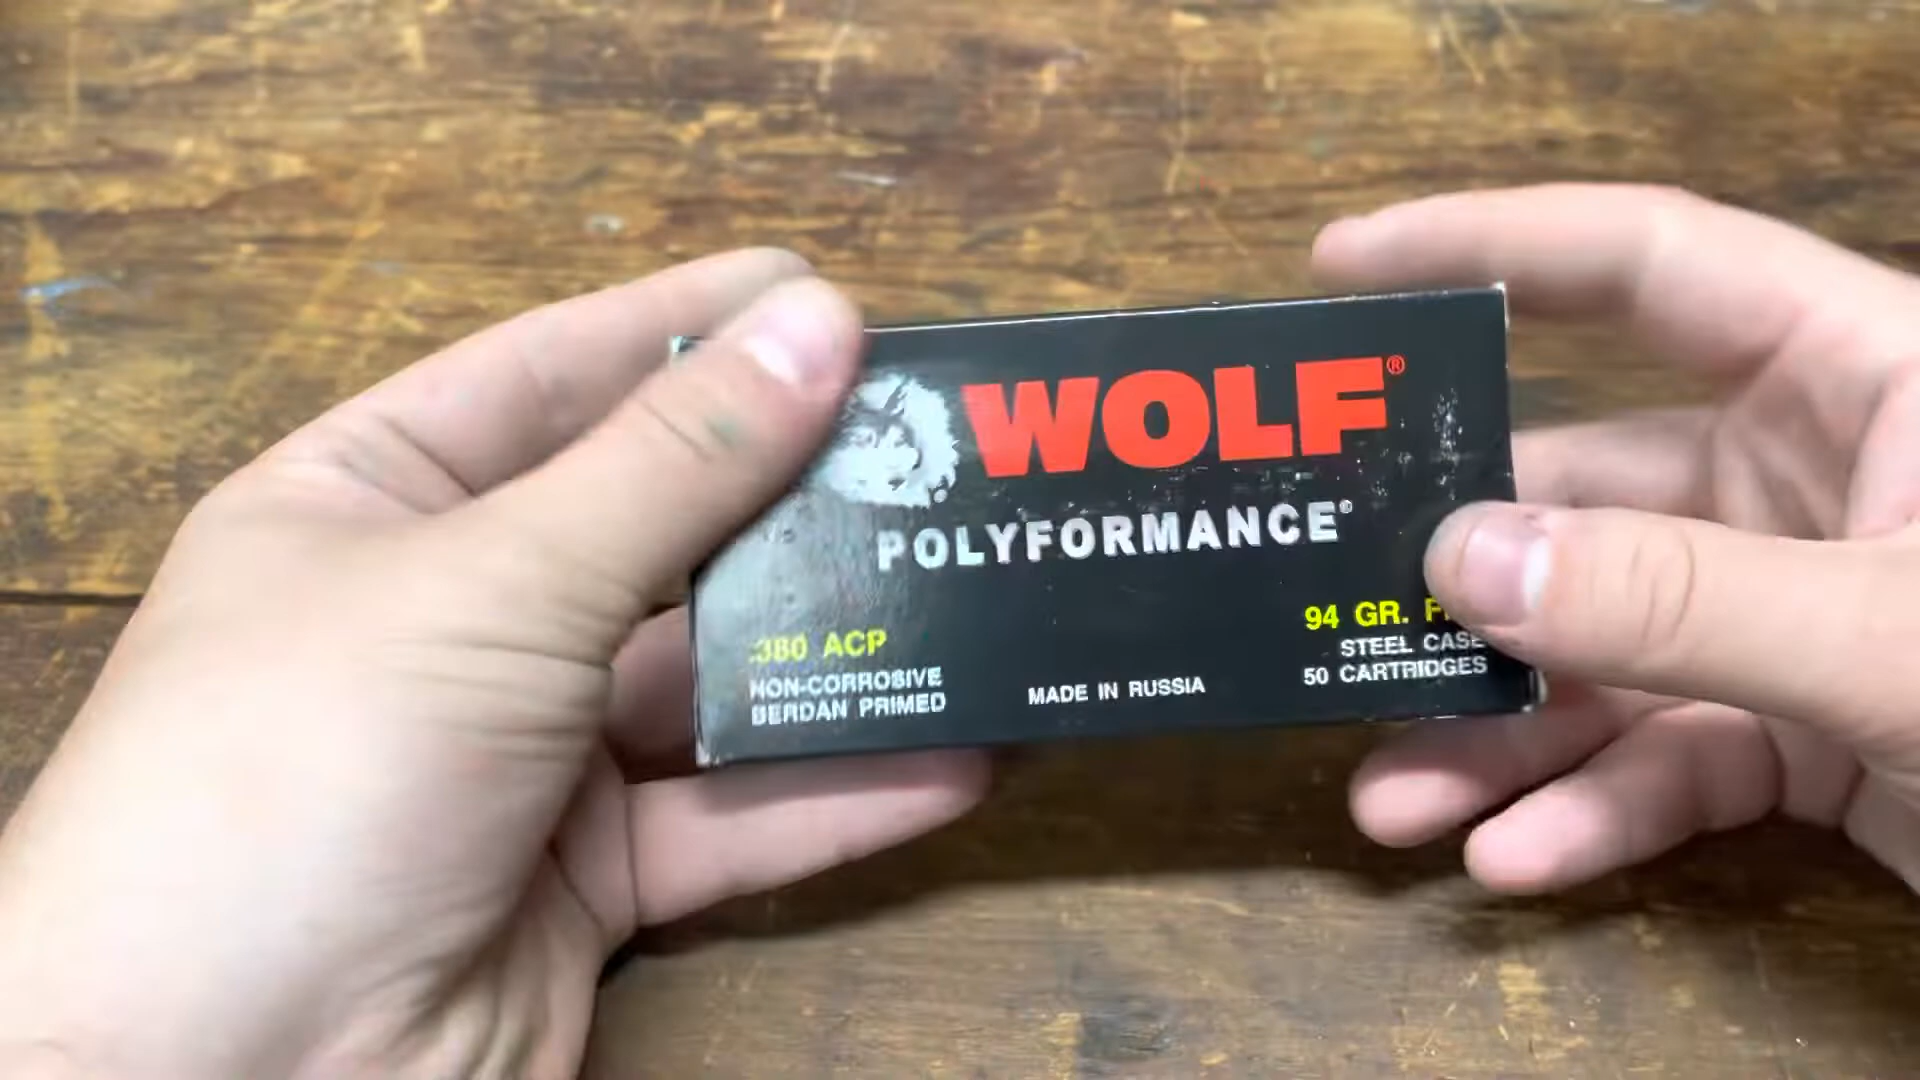 WOLF®
POLYFORMANCE®
.380 ACP
NON-CORROSIVE
BERDAN PRIMED
MADE IN RUSSIA
94 GR.
STEEL CASE
50 CARTRIDGES